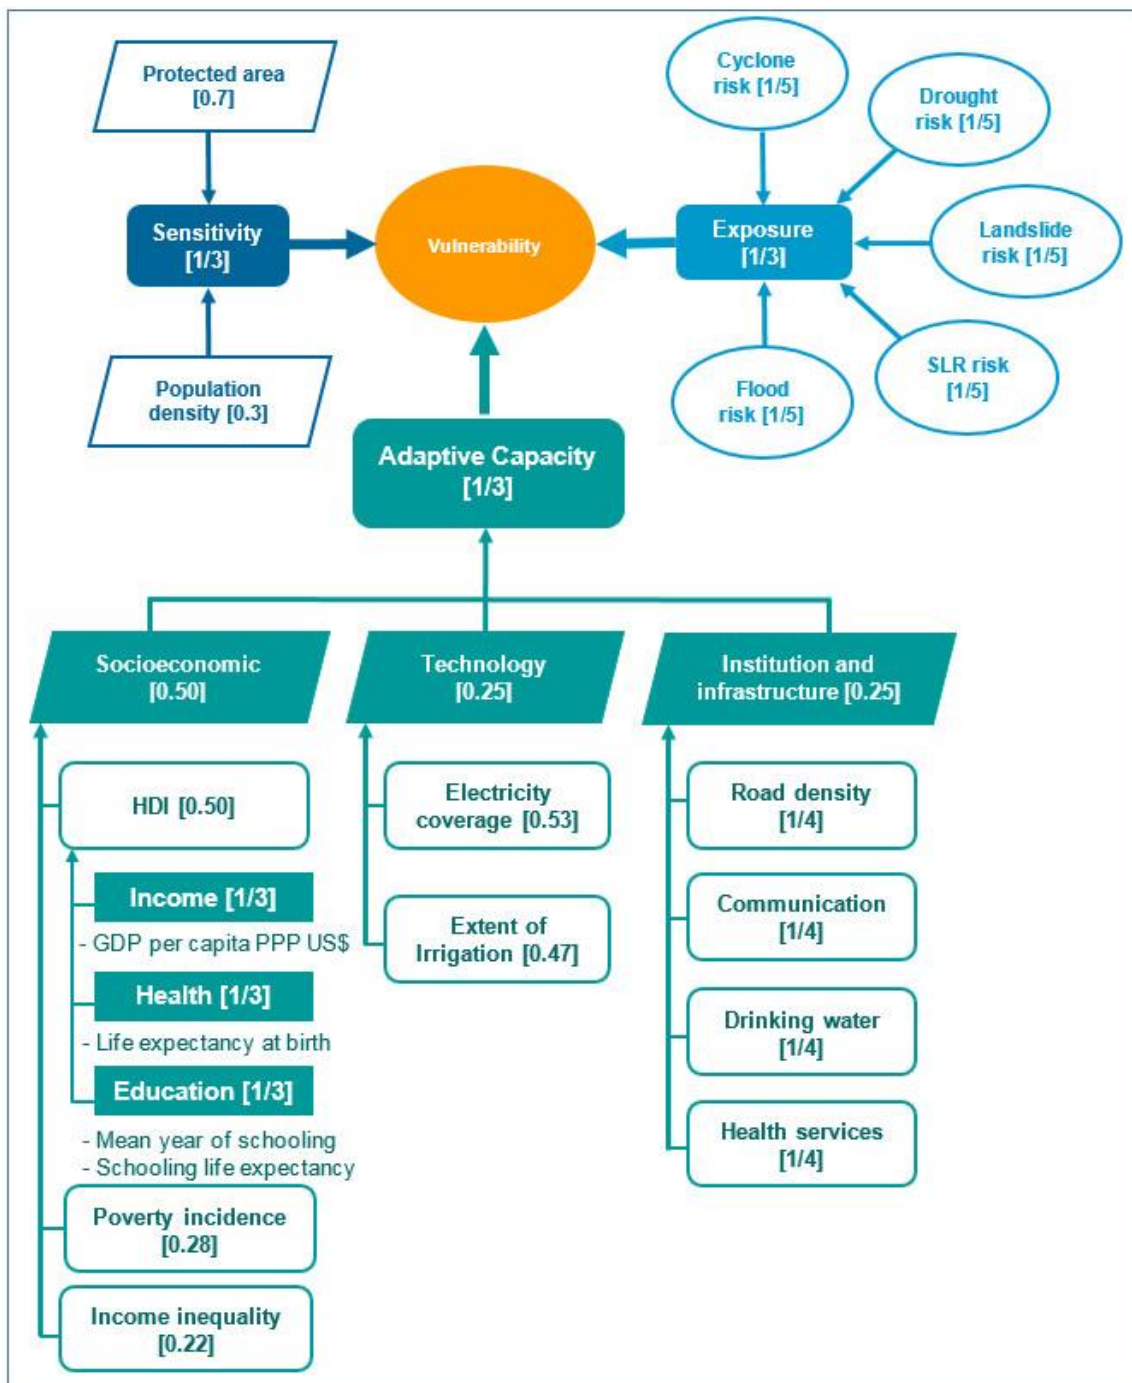 Protected area
[0.7]
Cyclone
risk [1/5]
Drought
risk [1/5]
Sensitivity
[1/3]
Vulnerability
Exposure
[1/3]
Landslide
risk [1/5]
Population
density [0.3]
Flood
risk [1/5]
SLR risk
[1/5]
Adaptive Capacity
[1/3]
Socioeconomic
[0.50]
Technology
[0.25]
Institution and
infrastructure [0.25]
HDI [0.50]
Income [1/3]
- GDP per capita PPP US$
Health [1/3]
- Life expectancy at birth
Education [1/3]
- Mean year of schooling
- Schooling life expectancy
Poverty incidence
[0.28]
Income inequality
[0.22]
Electricity
coverage [0.53]
Extent of
Irrigation [0.47]
Road density
[1/4]
Communication
[1/4]
Drinking water
[1/4]
Health services
[1/4]